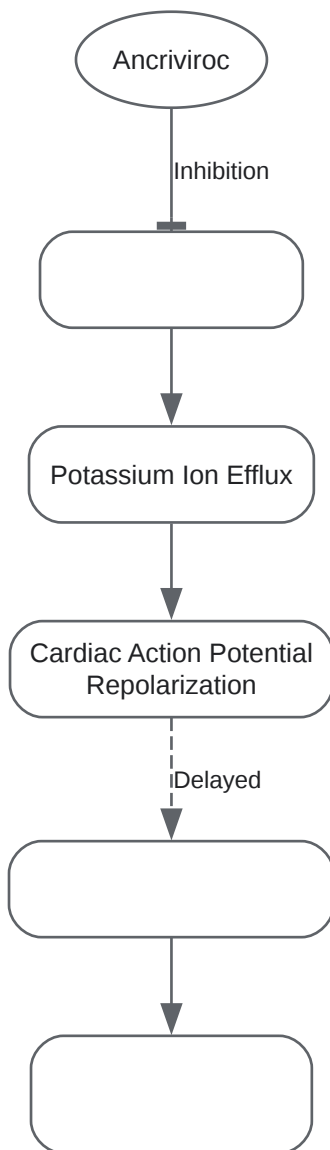 Ancriviroc
Inhibition
Potassium Ion Efflux
Cardiac Action Potential
Repolarization
Delayed